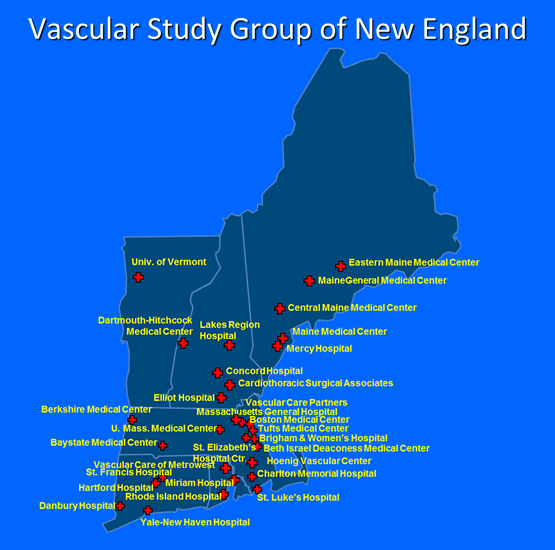 Vascular Study Group of New England
Univ. of Vermont
Eastern Maine Medical Center
MaineGeneral Medical Center
Central Maine Medical Center
Dartmouth-Hitchcock
Medical Center
Lakes Region
Hospital
Maine Medical Center
Mercy Hospital
Concord Hospital
Cardiothoracic Surgical Associates
Elliot Hospital
Vascular Care Partners
Berkshire Medical Center
Massachusetts General Hospital
Boston Medical Center
U. Mass. Medical Center
Tufts Medical Center
Brigham & Women's Hospital
Baystate Medical Center
St. Elizabeth's
Hospital Ctr.
Beth Israel Deaconess Medical Center
Hoenig Vascular Center
Vascular Care of Metrowest
St. Francis Hospital
Charlton Memorial Hospital
Hartford Hospital
Miriam Hospital
Rhode Island Hospital
St. Luke's Hospital
Danbury Hospital
Yale-New Haven Hospital